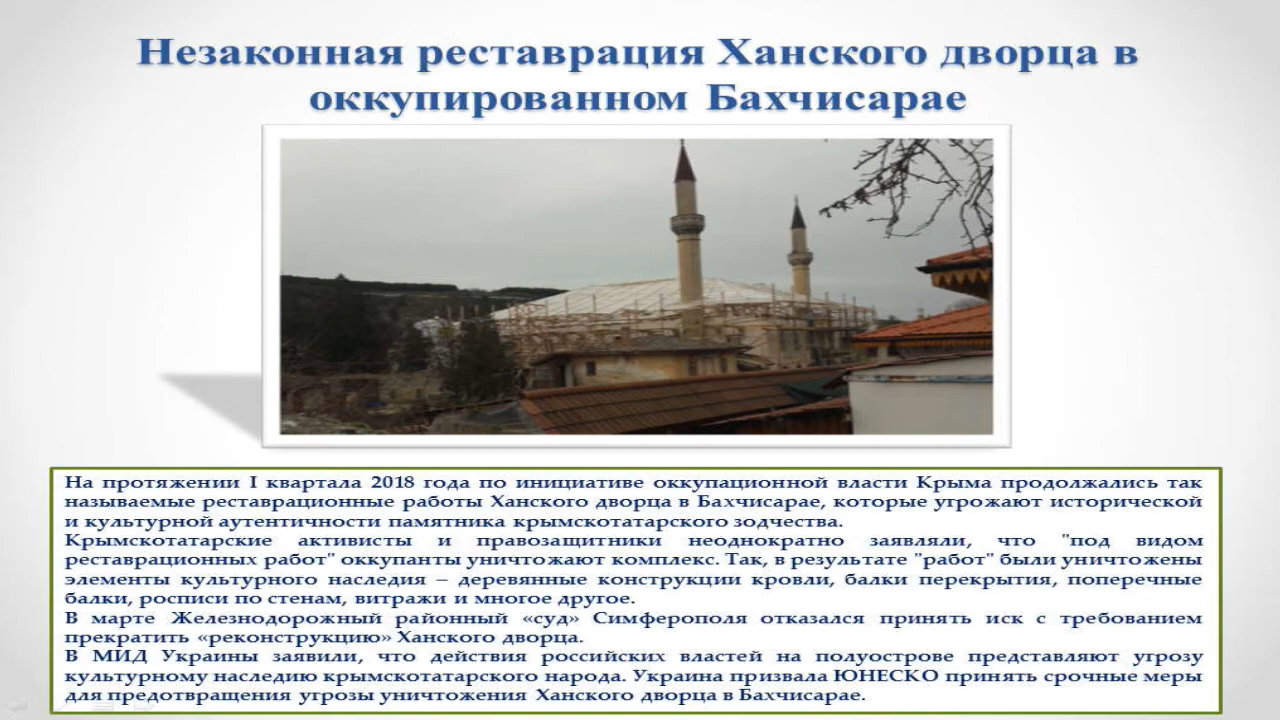 Незаконная реставрация Ханского дворца в
оккупированном Бахчисарае
На протяжении I квартала 2018 года по инициативе оккупационной власти Крыма продолжались так
называемые реставрационные работы Ханского дворца в Бахчисарае, которые угрожают исторической
и культурной аутентичности памятника крымскотатарского зодчества.
Крымскотатарские активисты и правозащитники неоднократно заявляли, что "под видом
реставрационных работ" оккупанты уничтожают комплекс. Так, в результате "работ" были уничтожены
элементы культурного наследия – деревянные конструкции кровли, балки перекрытия, поперечные
балки, росписи по стенам, витражи и многое другое.
В марте Железнодорожный районный «суд» Симферополя отказался принять иск с требованием
прекратить «реконструкцию» Ханского дворца.
В МИД Украины заявили, что действия российских властей на полуострове представляют угрозу
культурному наследию крымскотатарского народа. Украина призвала ЮНЕСКО принять срочные меры
для предотвращения угрозы уничтожения Ханского дворца в Бахчисарае.